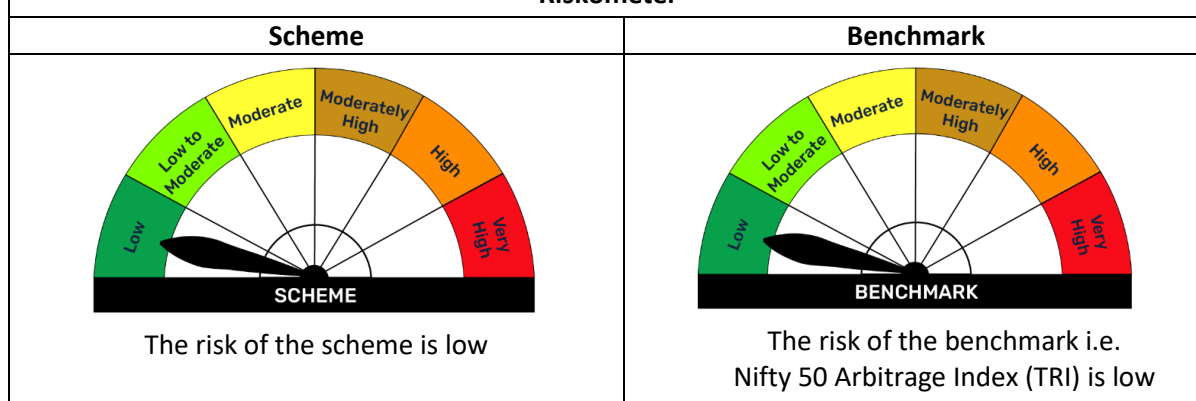 Riskometer
Scheme
Benchmark
Low
Low to
Moderate
Moderate
Moderately
High
High
Very
High
SCHEME
The risk of the scheme is low
Low
Low to
Moderate
Moderate
Moderately
High
High
Very
High
BENCHMARK
The risk of the benchmark i.e.
Nifty 50 Arbitrage Index (TRI) is low